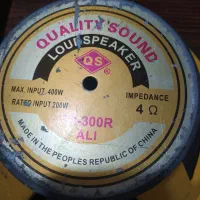 QUALITY SOUND
LOUDSPEAKER
QS
MAX. INPUT. 400W
RATED INPUT 200W
IMPEDANCE
4 Ω
-300R
ALI
MADE IN THE PEOPLES REPUBLIC OF CHINA